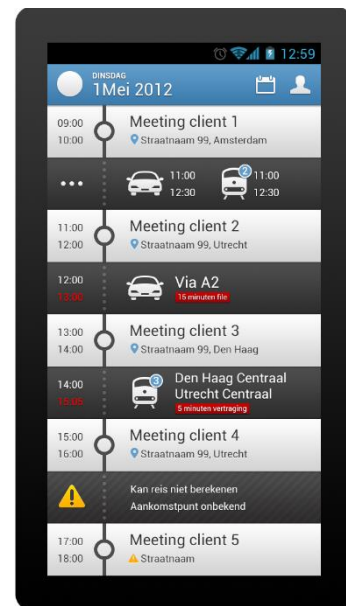 12:59
DINSDAG
1Mei 2012
09:00
10:00
Meeting client 1
Straatnaam 99, Amsterdam
11:00
12:30
2
11:00
12:30
11:00
12:00
Meeting client 2
Straatnaam 99, Utrecht
12:00
13:00
Via A2
15 minuten file
13:00
14:00
Meeting client 3
Straatnaam 99, Den Haag
14:00
15:05
3
Den Haag Centraal
Utrecht Centraal
5 minuten vertraging
15:00
16:00
Meeting client 4
Straatnaam 99, Utrecht
Kan reis niet berekenen
Aankomstpunt onbekend
17:00
18:00
Meeting client 5
Straatnaam